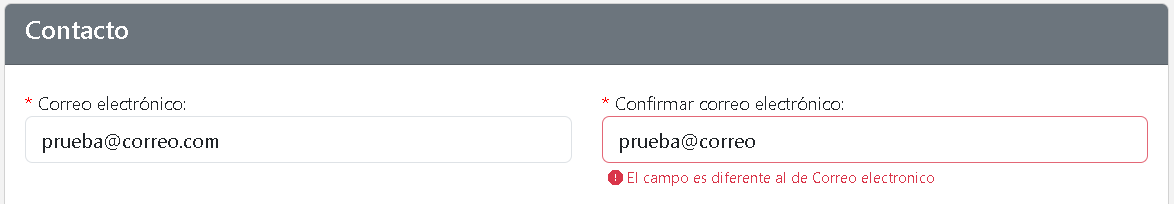 Contacto
* Correo electrónico:
* Confirmar correo electrónico:
prueba@correo.com
prueba@correo
El campo es diferente al de Correo electronico